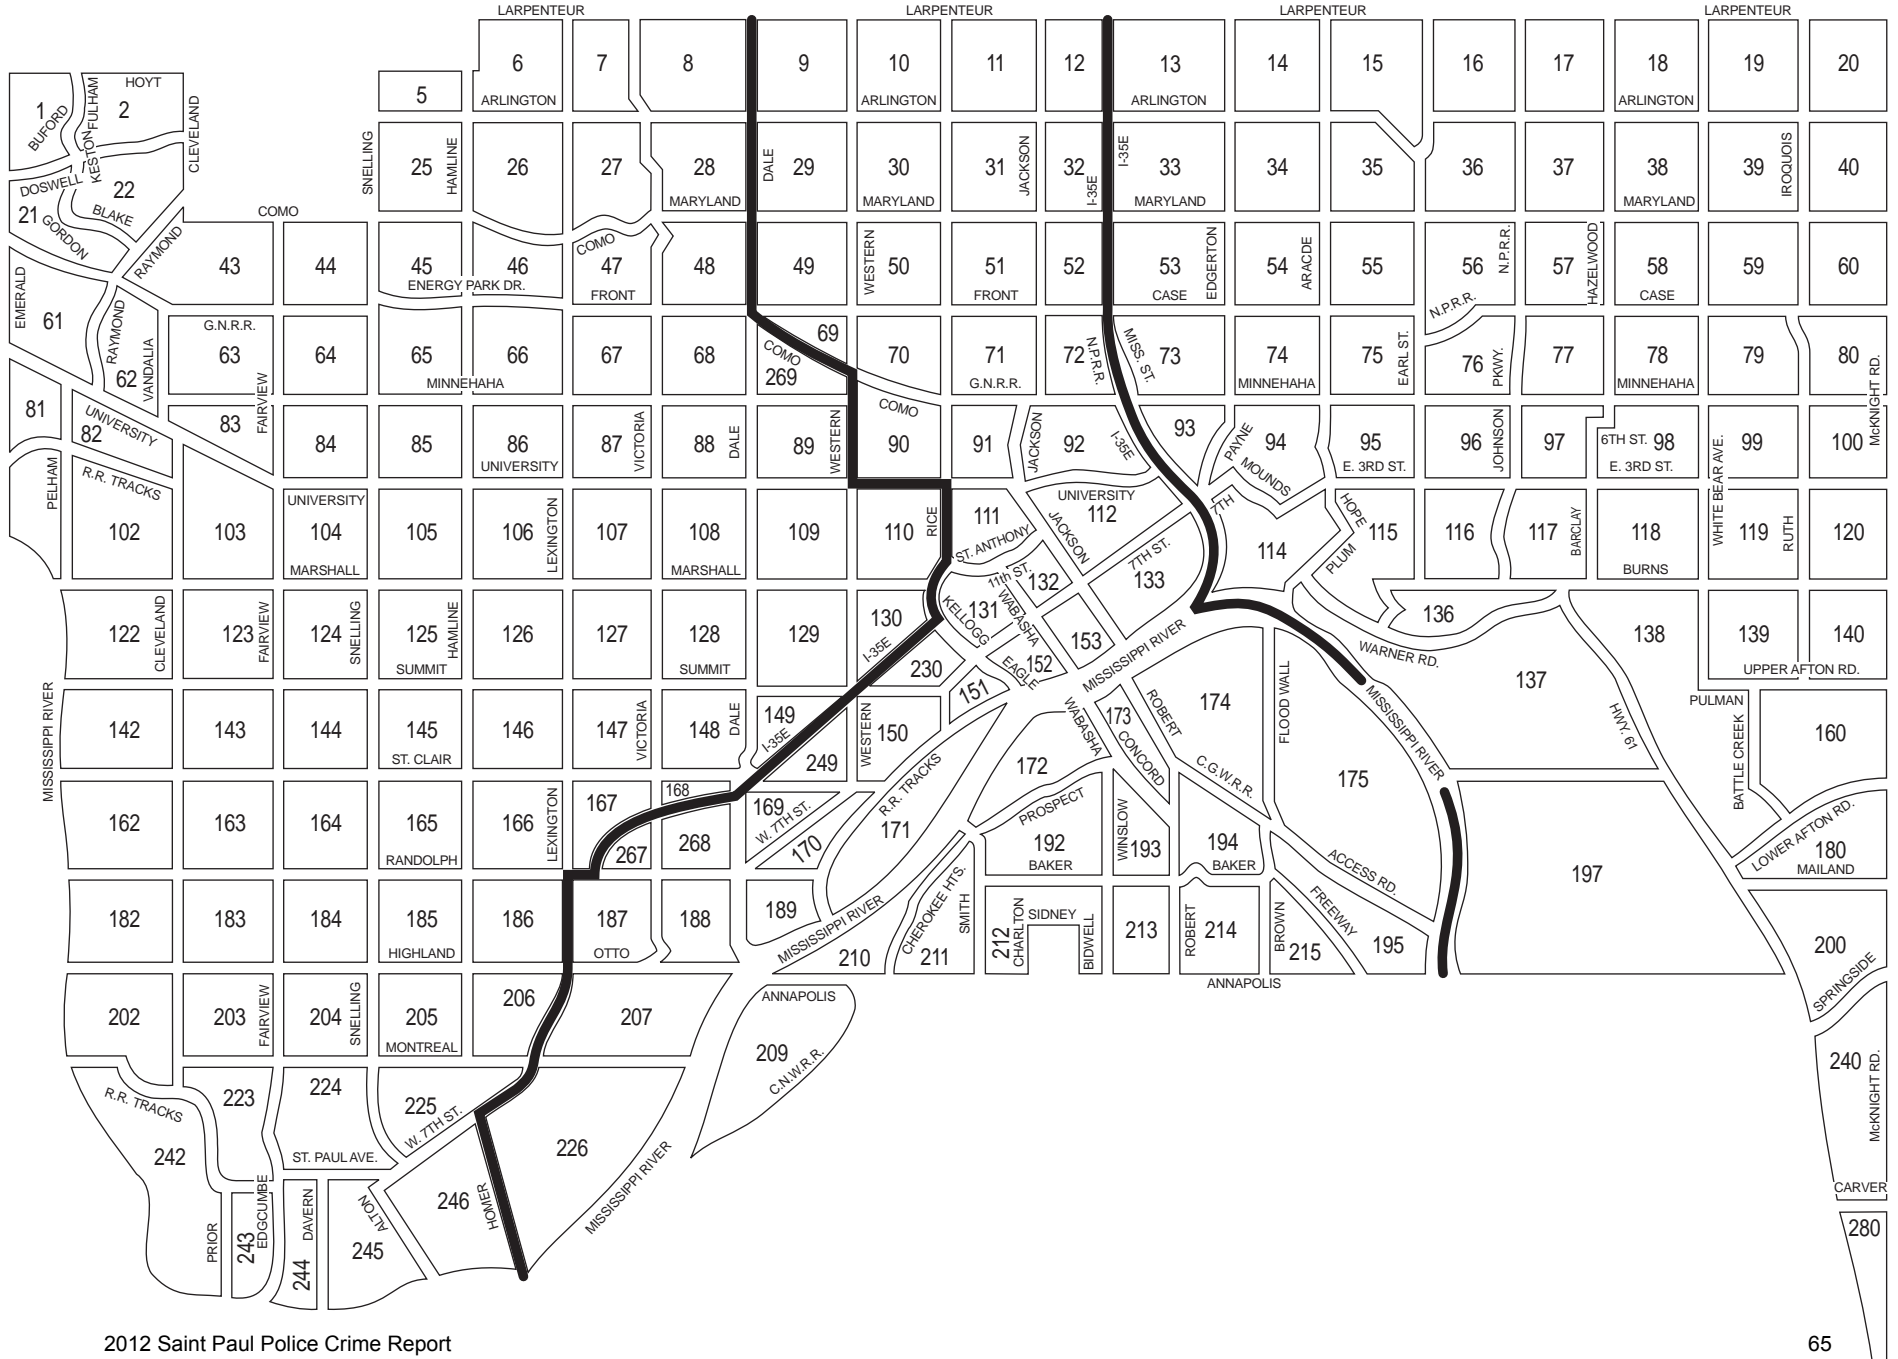 LARPENTEUR LARPENTEUR LARPENTEUR LARPENTEUR
6 7 8 9 10 11 12 13 14 15 16 17 18 19 20
HOYT
5
ARLINGTON ARLINGTON ARLINGTON ARLINGTON
1 2
FULHAM
BUFORD
KESTON
CLEVELAND
SNELLING
HAMLINE
DALE
JACKSON
I-35E
I-35E
IROQUOIS
25 26 27 28 29 30 31 32 33 34 35 36 37 38 39 40
DOSWELL
22
MARYLAND MARYLAND MARYLAND MARYLAND
21
BLAKE
GORDON
COMO
RAYMOND
COMO
WESTERN
EDGERTON
ARACDE
N.P.R.R.
HAZELWOOD
43 44 45 46 47 48 49 50 51 52 53 54 55 56 57 58 59 60
ENERGY PARK DR.
FRONT FRONT CASE CASE
EMERALD
61
RAYMOND
N.P.R.R.
G.N.R.R.
62
VANDALIA
FAIRVIEW
63 64 65 66 67 68 69 70 71 72 73 74 75 76 77 78 79 80
COMO
269
N.P.R.R.
MISS. ST.
EARL ST.
PKWY.
McKNIGHT RD.
MINNEHAHA G.N.R.R. MINNEHAHA MINNEHAHA
COMO
81
UNIVERSITY
82 83 84 85 86 87 88 89 90 91 92 93 94 95 96 97 98 99 100
VICTORIA
DALE
WESTERN
JACKSON
I-35E
PAYNE
MOUNDS
JOHNSON
6TH ST.
WHITE BEAR AVE.
UNIVERSITY E. 3RD ST. E. 3RD ST.
PELHAM
R.R. TRACKS
UNIVERSITY
UNIVERSITY
102 103 104 105 106 107 108 109 110 111 112 114 115 116 117 118 119 120
LEXINGTON
RICE
ST. ANTHONY
JACKSON
7TH ST.
7TH
HOPE
PLUM
BARCLAY
RUTH
MARSHALL MARSHALL BURNS
11th ST.
132 133
122 123 124 125 126 127 128 129 130 131 136 138 139 140
CLEVELAND
FAIRVIEW
SNELLING
HAMLINE
I-35E
KELLOGG
WABASHA
153
152
EAGLE
MISSISSIPPI RIVER
WARNER RD.
SUMMIT SUMMIT
230
UPPER AFTON RD.
151
137
MISSISSIPPI RIVER
142 143 144 145 146 147 148 149 150 173 174 160
VICTORIA
DALE
I-35E
WESTERN
WABASHA
ROBERT
CONCORD
FLOOD WALL
MISSISSIPPI RIVER
HWY. 61
PULMAN
BATTLE CREEK
ST. CLAIR
249
R.R. TRACKS
172
C.G.W.R.R.
175
162 163 164 165 166 167 168 169 170 171
LEXINGTON
W. 7TH ST.
PROSPECT
WINSLOW
LOWER AFTON RD.
RANDOLPH
267 268
192 193 194
BAKER BAKER
ACCESS RD.
197
180
MAILAND
182 183 184 185 186 187 188 189
MISSISSIPPI RIVER
CHEROKEE HTS.
SMITH
CHARLTON
SIDNEY
BIDWELL
ROBERT
BROWN
FREEWAY
HIGHLAND OTTO
210 211 212 213 214 215 195 200
ANNAPOLIS ANNAPOLIS
SPRINGSIDE
202 203 204 205 206 207
FAIRVIEW
SNELLING
MONTREAL
209
C.N.W.R.R.
240
McKNIGHT RD.
R.R. TRACKS
223 224 225
W. 7TH ST.
226
242
ST. PAUL AVE.
MISSISSIPPI RIVER
CARVER
PRIOR
243
EDGCUMBE
244
DAVERN
ALTON
245
246
HOMER
280
2012 Saint Paul Police Crime Report 65